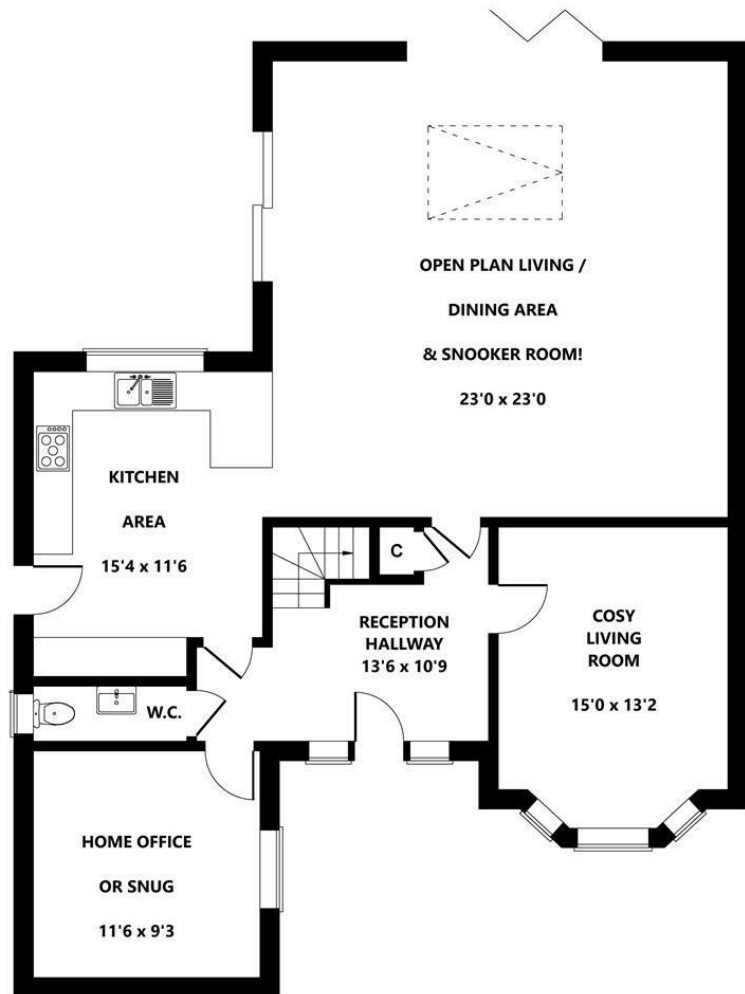 OPEN PLAN LIVING /
DINING AREA
& SNOOKER ROOM!
23'0 x 23'0
KITCHEN
AREA
15'4 x 11'6
C
RECEPTION
HALLWAY
13'6 x 10'9
COSY
LIVING
ROOM
15'0 x 13'2
W.C.
HOME OFFICE
OR SNUG
11'6 x 9'3